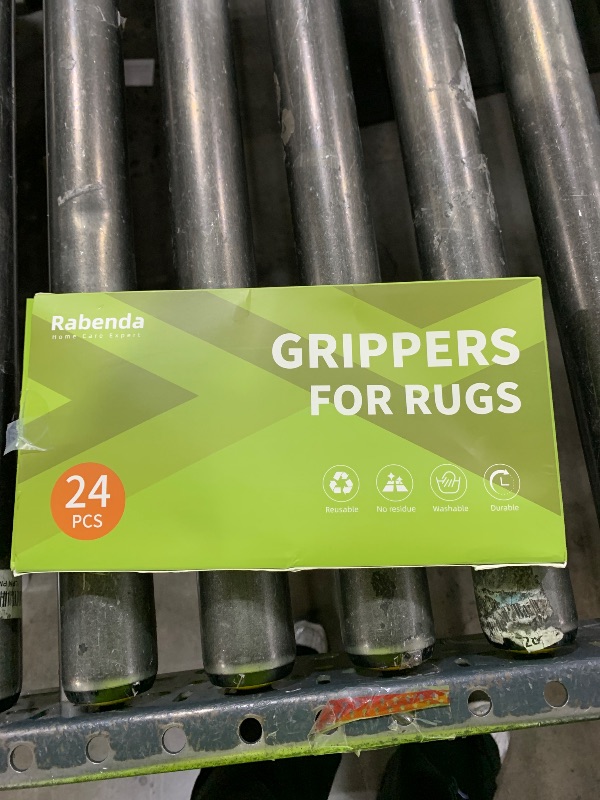 Rabenda
Home Care Expert
GRIPPERS
FOR RUGS
24
PCS
Reusable
No residue
Washable
Durable